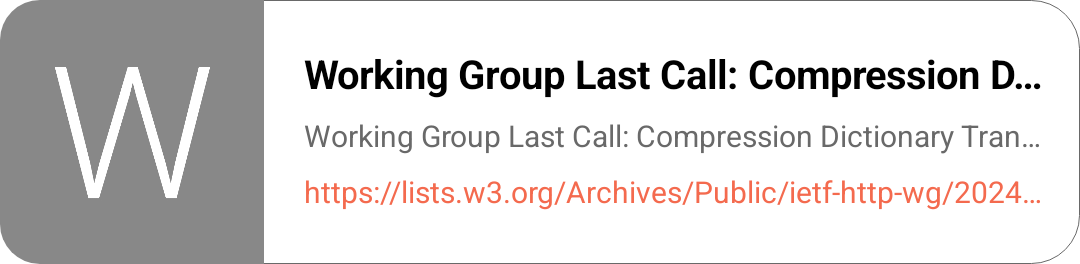 W
Working Group Last Call: Compression D...
Working Group Last Call: Compression Dictionary Tran...
https://lists.w3.org/Archives/Public/ietf-http-wg/2024...